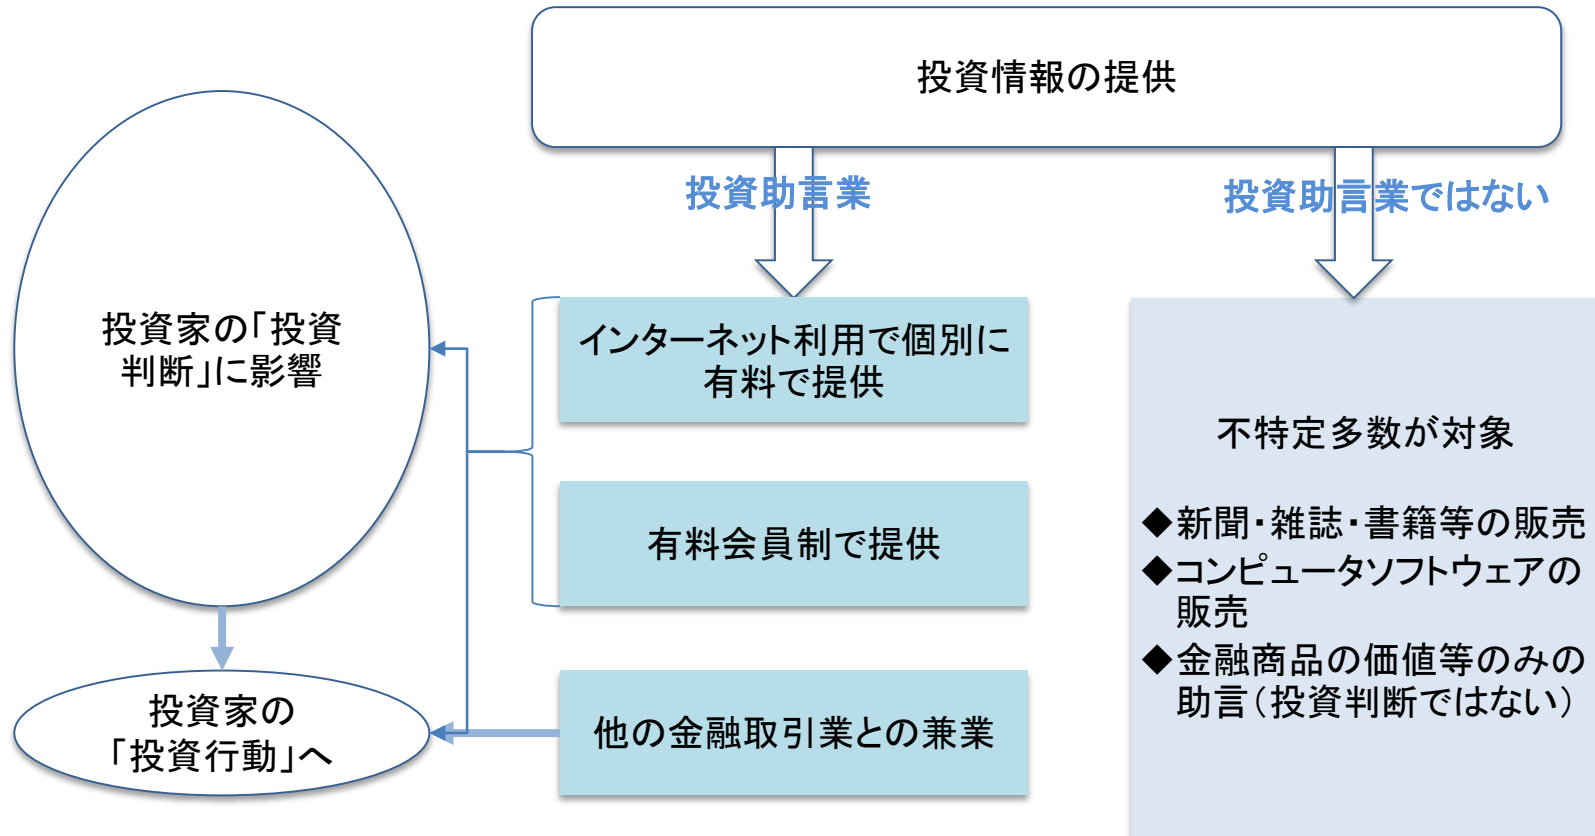 投資情報の提供
投資助言業
投資助言業ではない
投資家の「投資
判断」に影響
インターネット利用で個別に
有料で提供
有料会員制で提供
他の金融取引業との兼業
投資家の
「投資行動」へ
不特定多数が対象
◆新聞・雑誌・書籍等の販売
◆コンピュータソフトウェアの
販売
◆金融商品の価値等のみの
助言（投資判断ではない）